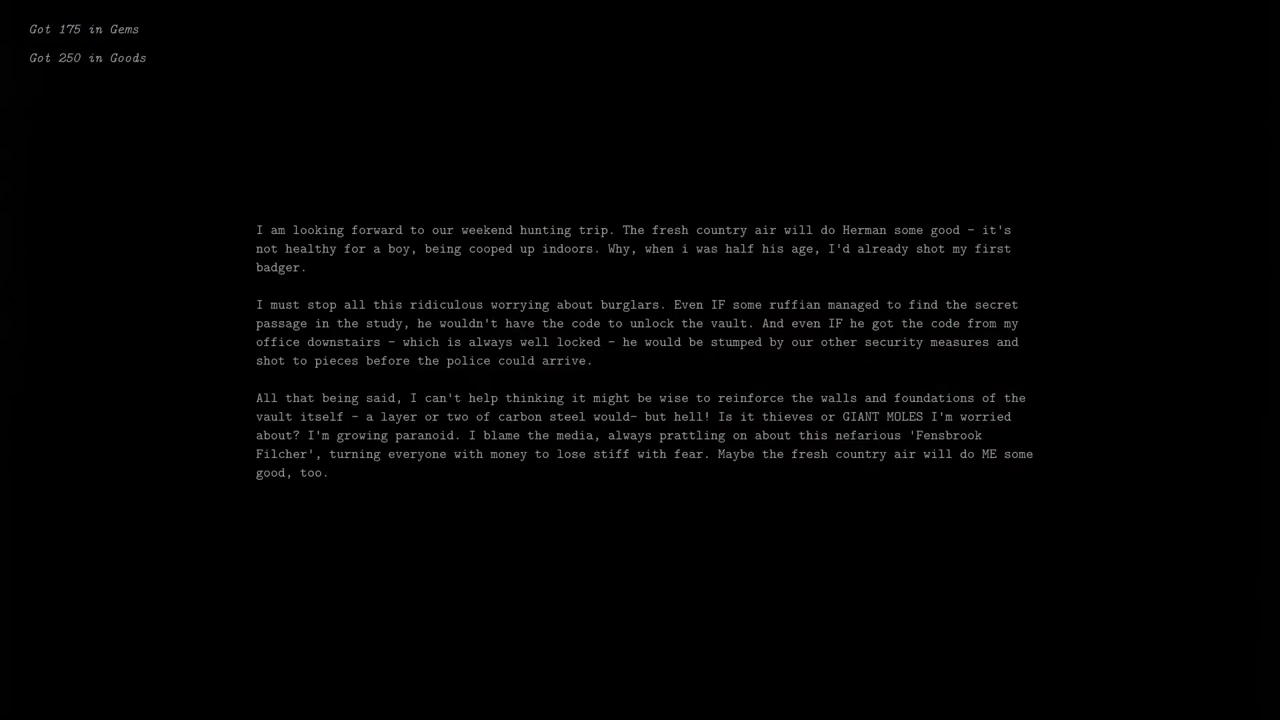 Got 175 in Gems
Got 250 in Goods
I am looking forward to our weekend hunting trip. The fresh country air will do Herman some good - it's
not healthy for a boy, being cooped up indoors. Why, when i was half his age, I'd already shot my first
badger.
I must stop all this ridiculous worrying about burglars. Even IF some ruffian managed to find the secret
passage in the study, he wouldn't have the code to unlock the vault. And even IF he got the code from my
office downstairs - which is always well locked - he would be stumped by our other security measures and
shot to pieces before the police could arrive.
All that being said, I can't help thinking it might be wise to reinforce the walls and foundations of the
vault itself - a layer or two of carbon steel would- but hell! Is it thieves or GIANT MOLES I'm worried
about? I'm growing paranoid. I blame the media, always prattling on about this nefarious 'Fensbrook
Filcher', turning everyone with money to lose stiff with fear. Maybe the fresh country air will do ME some
good, too.